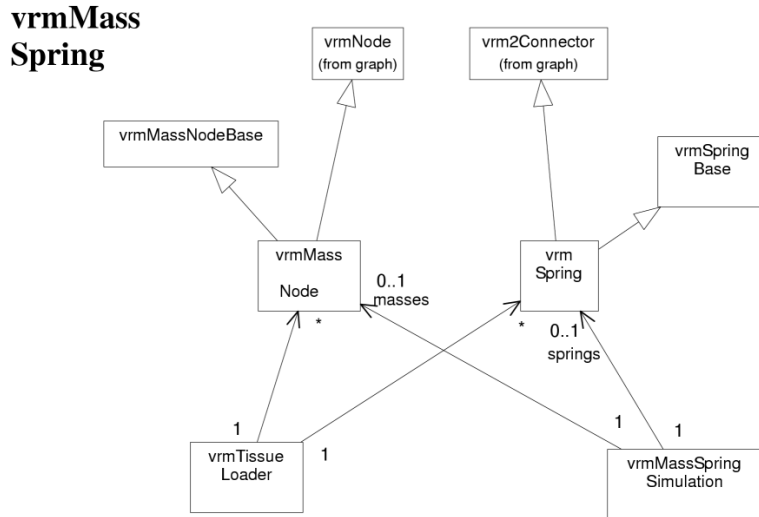 vrmMass
Spring
vrmNode
(from graph)
vrm2Connector
(from graph)
vrmMassNodeBase
vrmSpring
Base
vrmMass
Node
0..1
masses
*
vrm
Spring
*
0..1
springs
1
1
1
1
vrmTissue
Loader
vrmMassSpring
Simulation